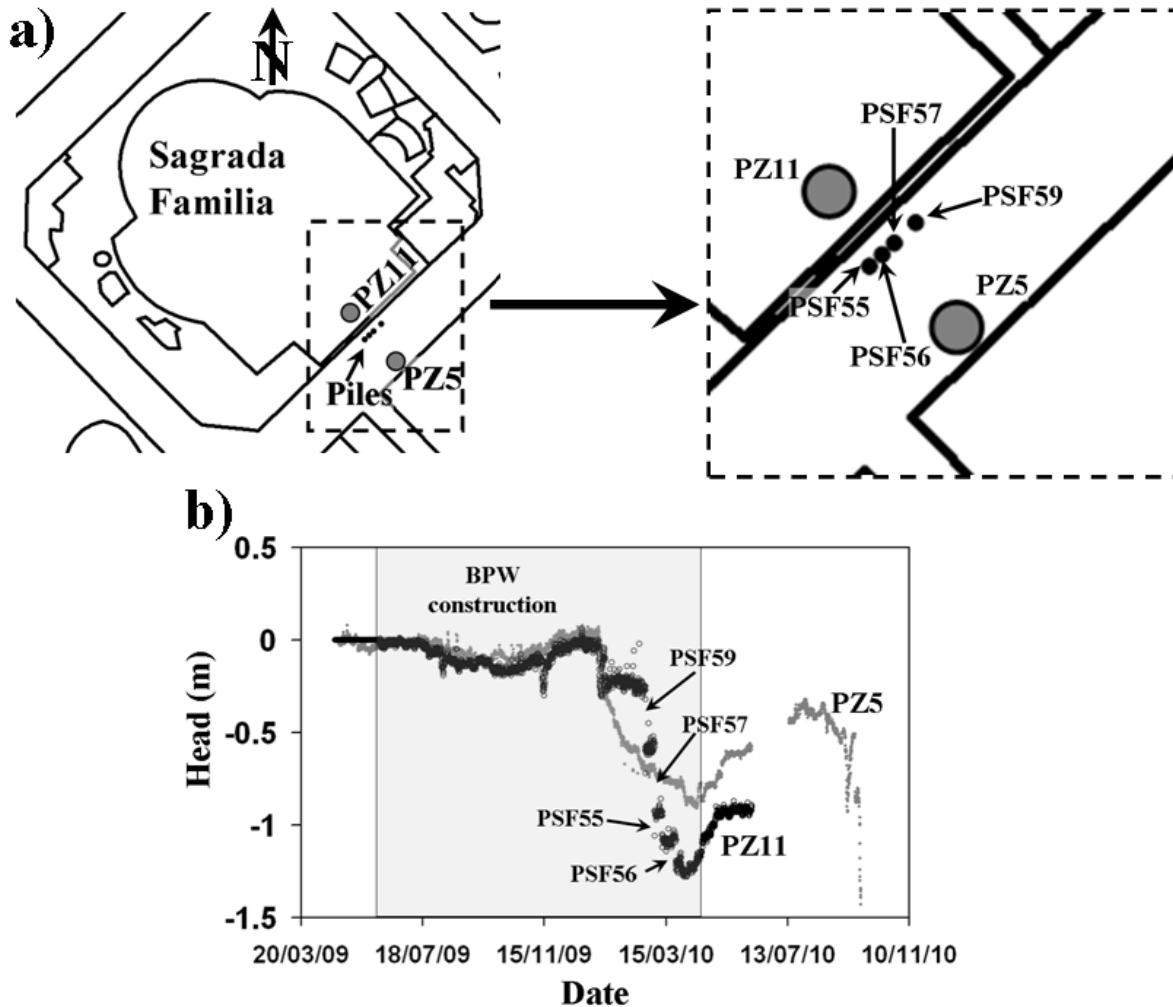 a)
N
Sagrada
Familia
PZ11
PZ5
Piles
PSF57
PZ11
PSF59
PZ5
PSF55
PSF56
b)
0.5
BPW
construction
0
PSF59
PSF57
PZ5
-0.5
Head (m)
PSF55
-1
PZ11
PSF56
-1.5
20/03/09 18/07/09 15/11/09 15/03/10 13/07/10 10/11/10
Date